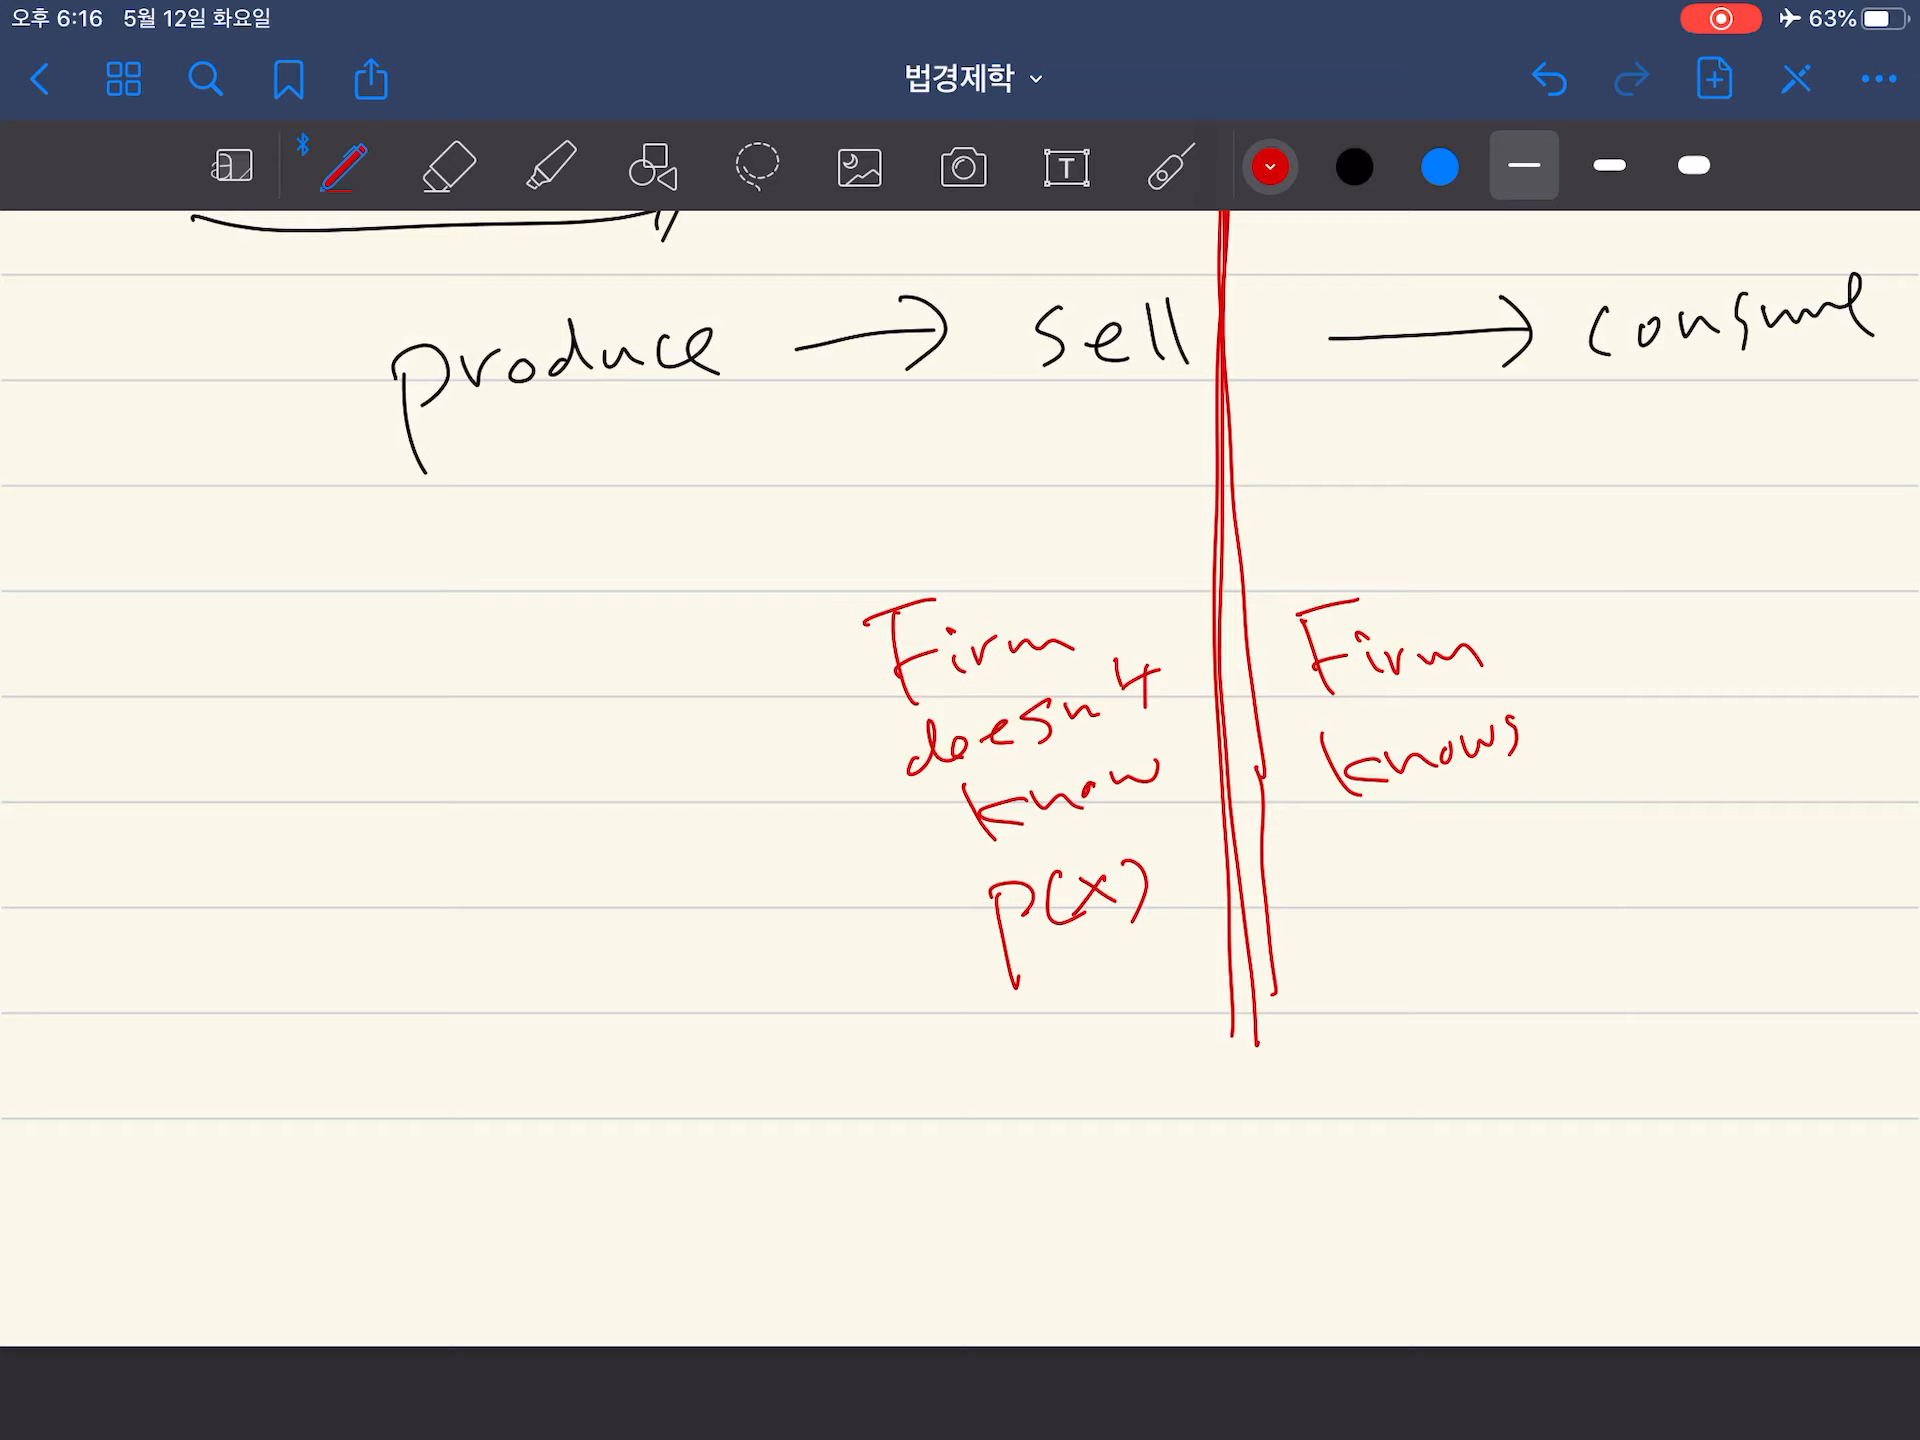 오후 6:16 5월 12일 화요일
63%
법경제학
T
produce → sell → consume
Firm
doesn't
know
p(x)
Firm
knows